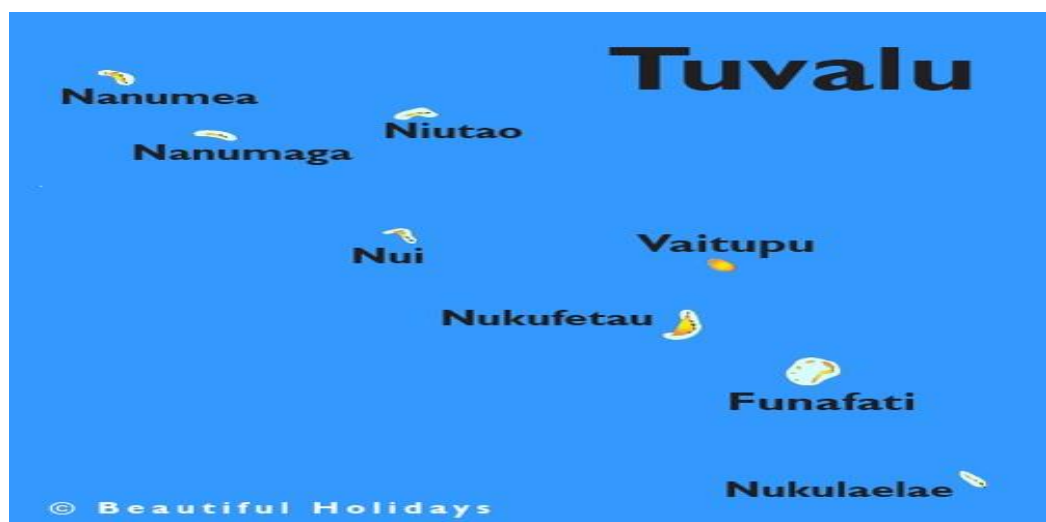 Tuvalu
Nanumea
Niutao
Nanumaga
Vaitupu
Nui
Nukufetau
Funafati
Nukulaelae
© Beautiful Holidays